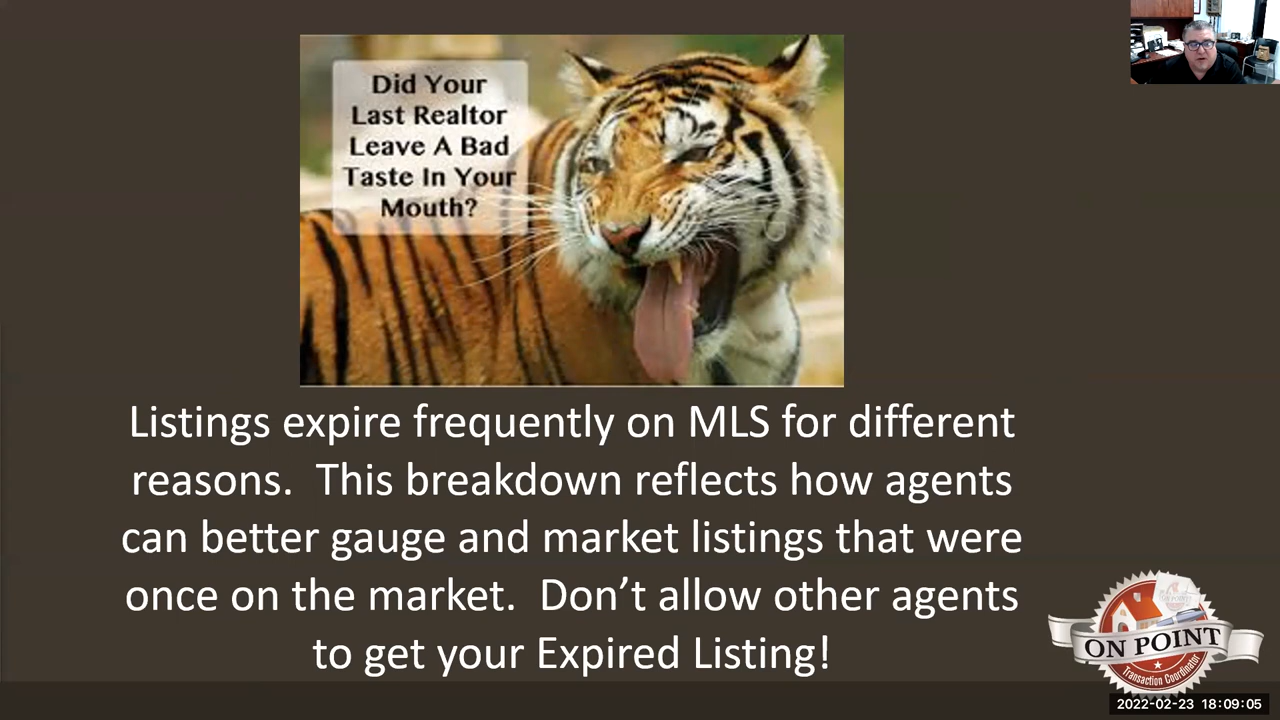 Did Your
Last Realtor
Leave A Bad
Taste In Your
Mouth?
Listings expire frequently on MLS for different
reasons.  This breakdown reflects how agents
can better gauge and market listings that were
once on the market.  Don’t allow other agents
to get your Expired Listing!
ON POINT
Transaction Coordinator
2022-02-23 18:09:05